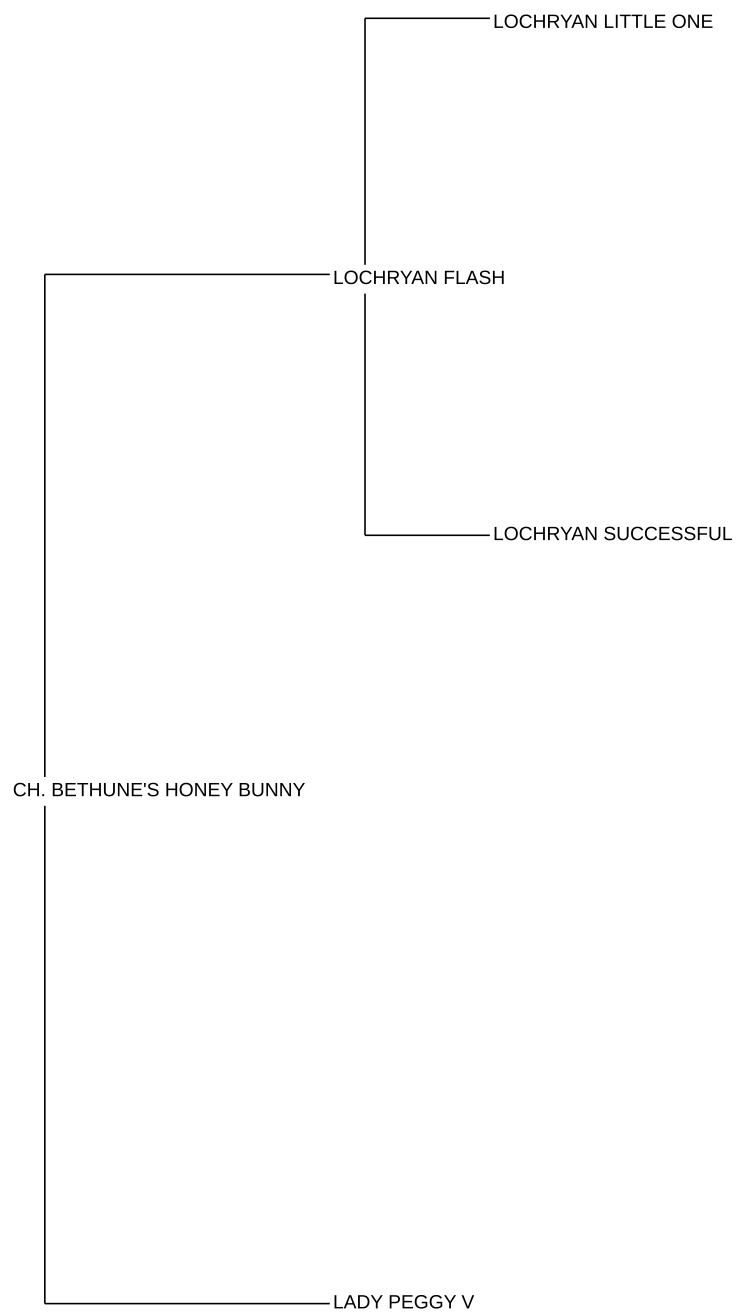 LOCHRYAN LITTLE ONE
LOCHRYAN FLASH
LOCHRYAN SUCCESSFUL
CH. BETHUNE'S HONEY BUNNY
LADY PEGGY V